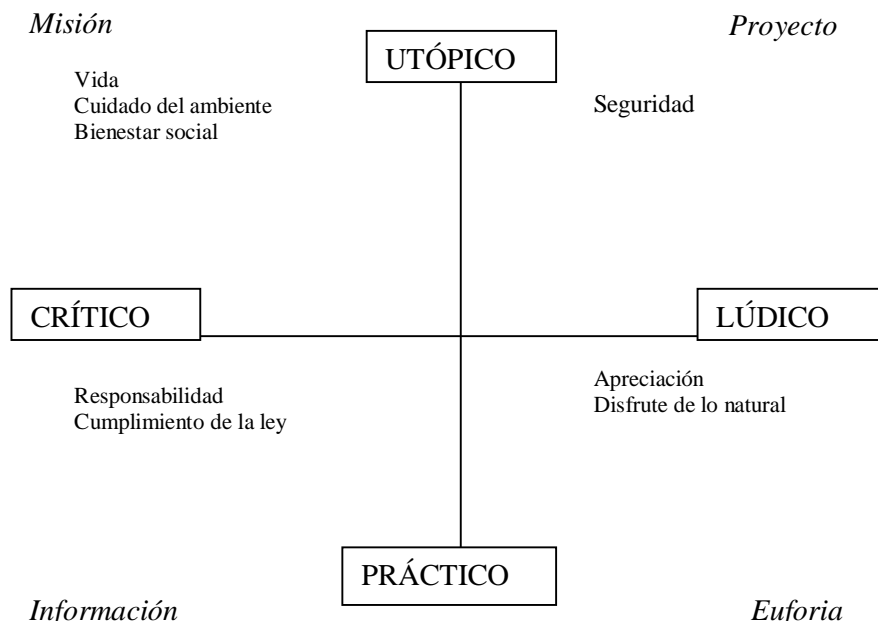 Misión
Proyecto
UTÓPICO
Vida
Cuidado del ambiente
Bienestar social
Seguridad
CRÍTICO
LÚDICO
Responsabilidad
Cumplimiento de la ley
Apreciación
Disfrute de lo natural
PRÁCTICO
Información
Euforia